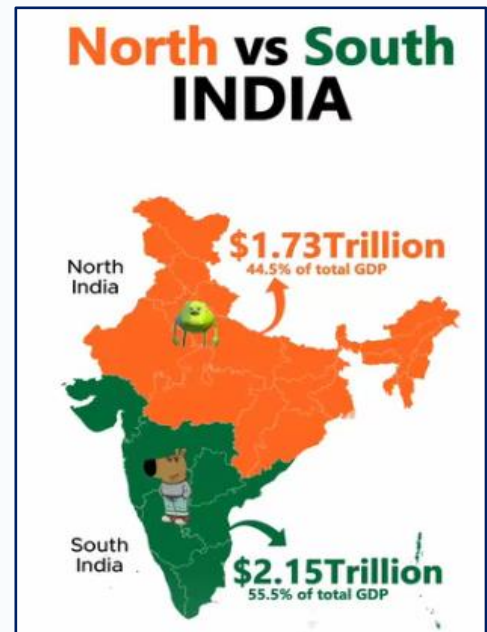 North vs South
INDIA
North
India
$1.73Trillion
44.5% of total GDP
South
India
$2.15Trillion
55.5% of total GDP